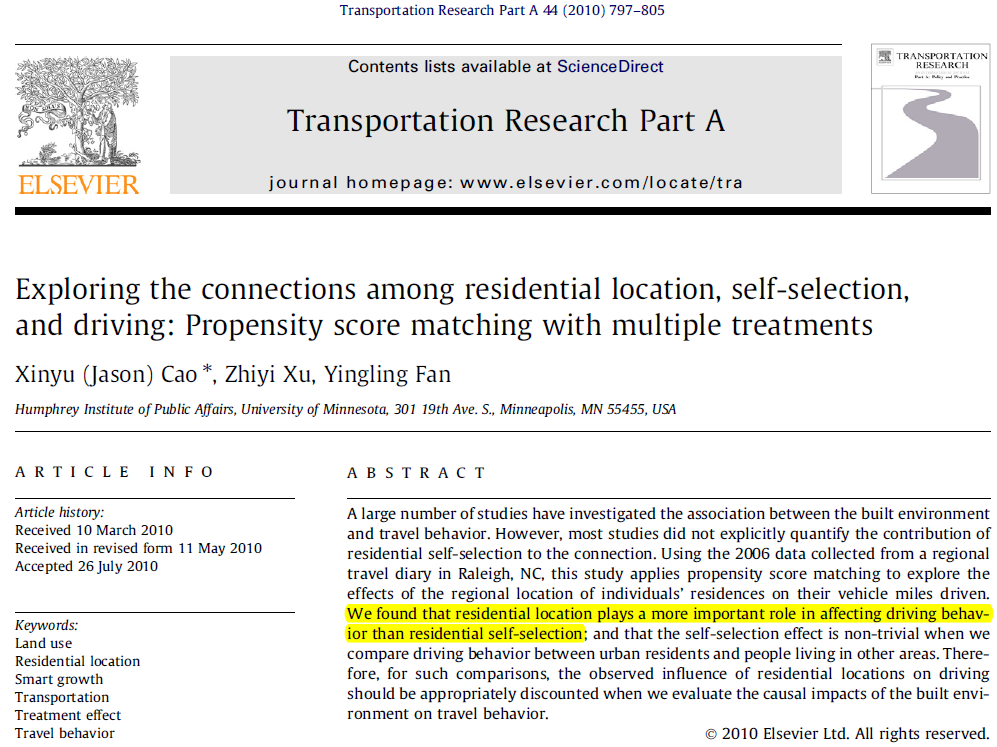 Transportation Research Part A 44 (2010) 797–805
Contents lists available at ScienceDirect
Transportation Research Part A
journal homepage: www.elsevier.com/locate/tra
ELSEVIER
TRANSPORTATION
RESEARCH
Part A: Policy and Practice
Exploring the connections among residential location, self-selection,
and driving: Propensity score matching with multiple treatments
Xinyu (Jason) Cao *, Zhiyi Xu, Yingling Fan
Humphrey Institute of Public Affairs, University of Minnesota, 301 19th Ave. S., Minneapolis, MN 55455, USA
ARTICLE INFO
Article history:
Received 10 March 2010
Received in revised form 11 May 2010
Accepted 26 July 2010
Keywords:
Land use
Residential location
Smart growth
Transportation
Treatment effect
Travel behavior
ABSTRACT
A large number of studies have investigated the association between the built environment
and travel behavior. However, most studies did not explicitly quantify the contribution of
residential self-selection to the connection. Using the 2006 data collected from a regional
travel diary in Raleigh, NC, this study applies propensity score matching to explore the
effects of the regional location of individuals' residences on their vehicle miles driven.
We found that residential location plays a more important role in affecting driving behav-
ior than residential self-selection; and that the self-selection effect is non-trivial when we
compare driving behavior between urban residents and people living in other areas. There-
fore, for such comparisons, the observed influence of residential locations on driving
should be appropriately discounted when we evaluate the causal impacts of the built envi-
ronment on travel behavior.
© 2010 Elsevier Ltd. All rights reserved.